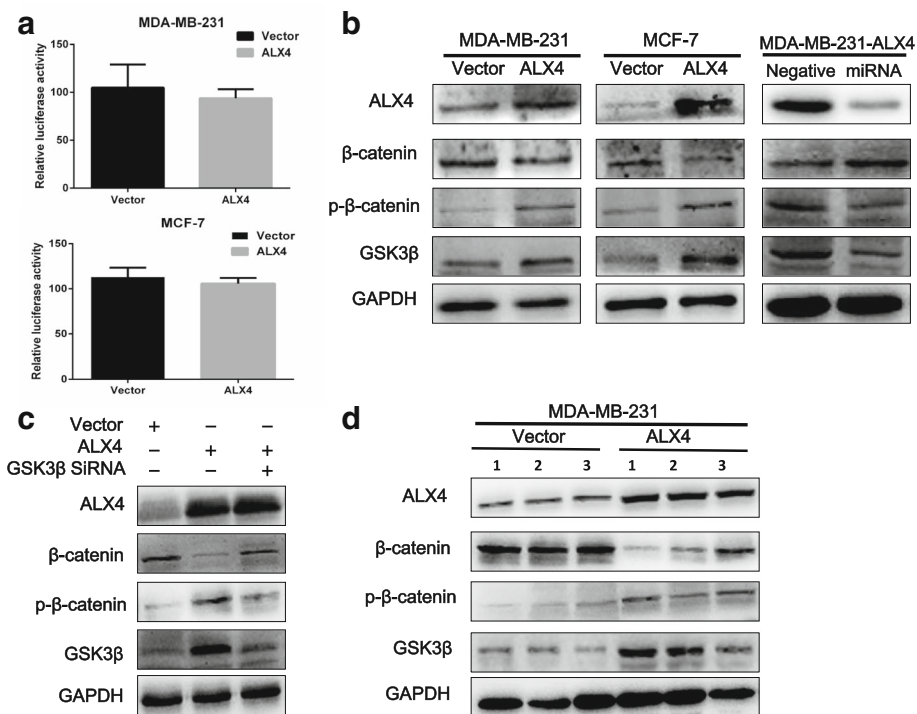 a
MDA-MB-231
Vector
ALX4
Relative luciferase activity
150
100
50
0
Vector
ALX4
MCF-7
Vector
ALX4
Relative luciferase activity
150
100
50
0
Vector
ALX4
b
MDA-MB-231
MCF-7
MDA-MB-231-ALX4
Vector ALX4
Vector ALX4
Negative miRNA
ALX4
β-catenin
p-β-catenin
GSK3β
GAPDH
c
Vector + – –
ALX4 – + +
GSK3β SiRNA – – +
ALX4
β-catenin
p-β-catenin
GSK3β
GAPDH
d
MDA-MB-231
Vector ALX4
1 2 3 1 2 3
ALX4
β-catenin
p-β-catenin
GSK3β
GAPDH